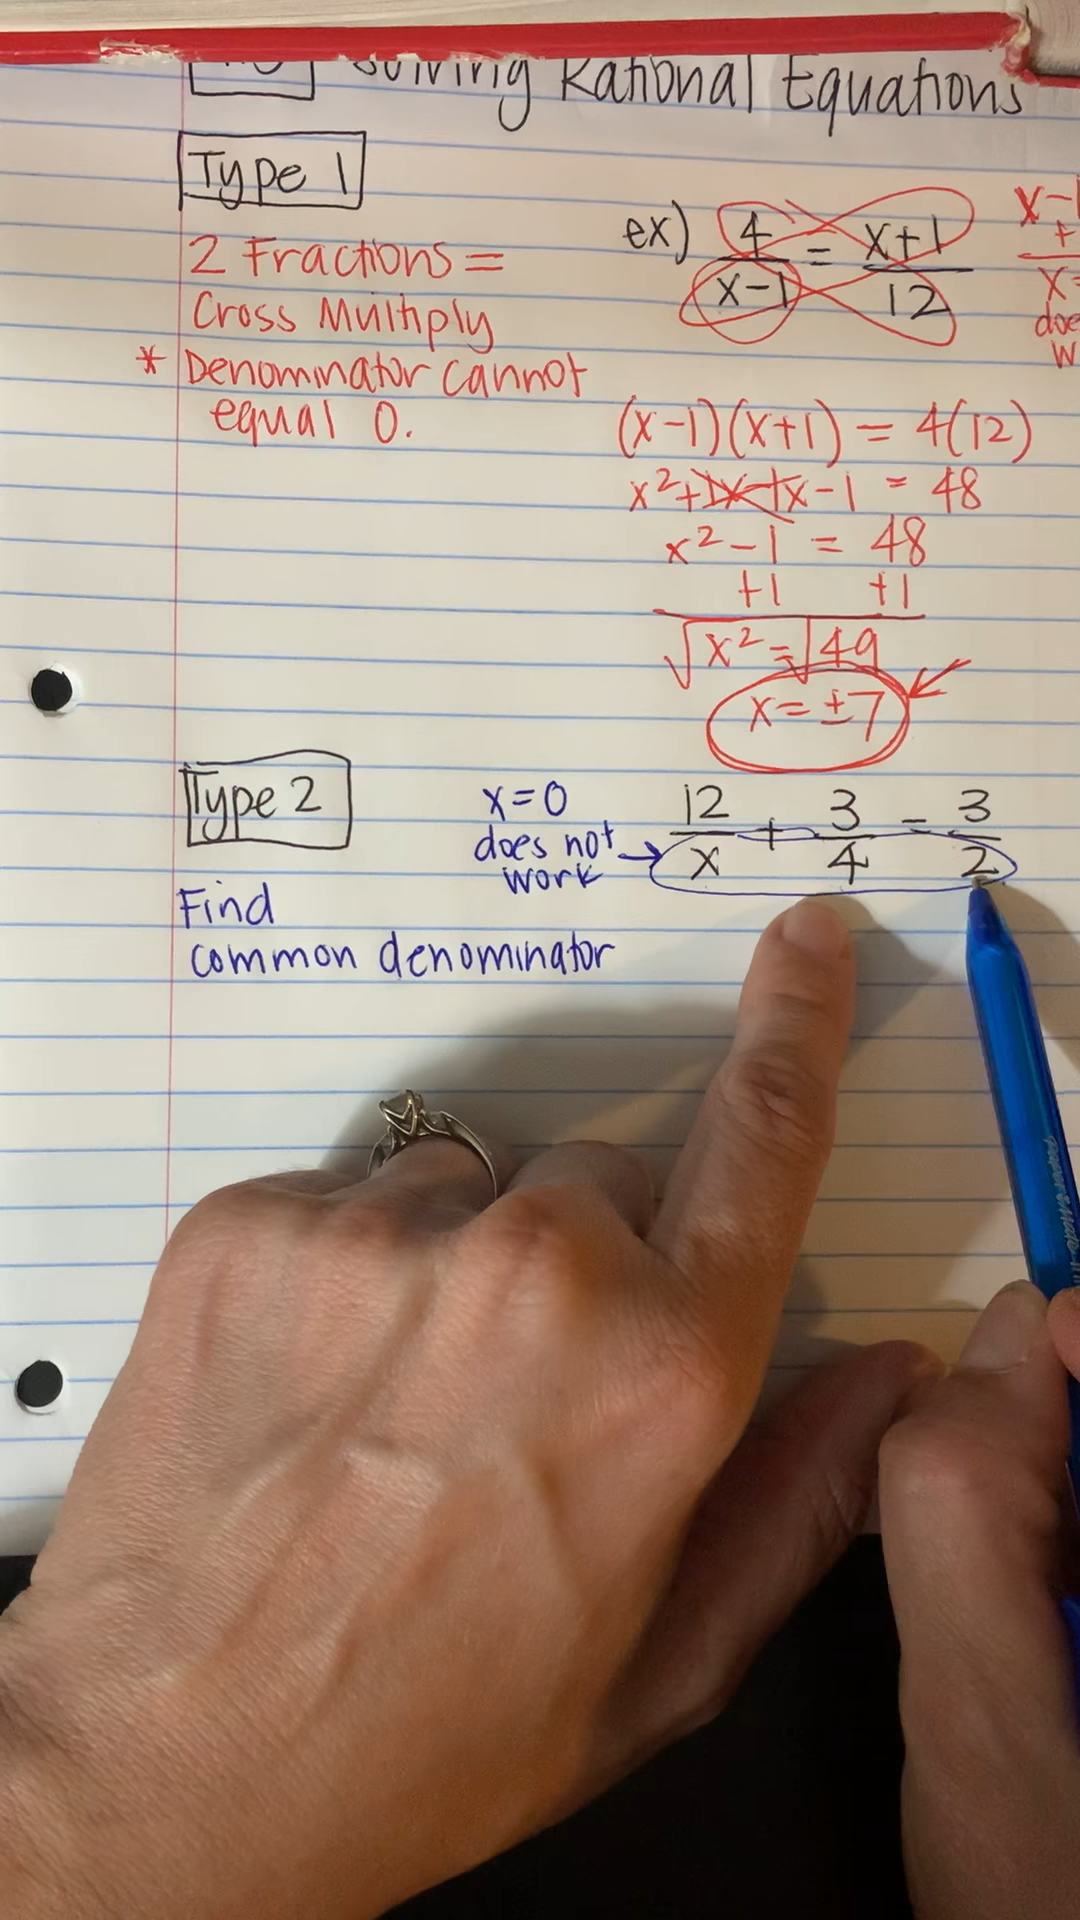 Solving Rational Equations
Type 1
2 Fractions =
Cross Multiply
* Denominator cannot
equal 0.
ex) 4/x-1 = x+1/12
x-1
+
x=
(x-1)(x+1) = 4(12)
x²+1x-1x-1 = 48
x²-1 = 48
+1 +1
√x² = √49
x = ±7
Type 2
x=0
does not
work
12/x + 3/4 = 3/2
Find
common denominator